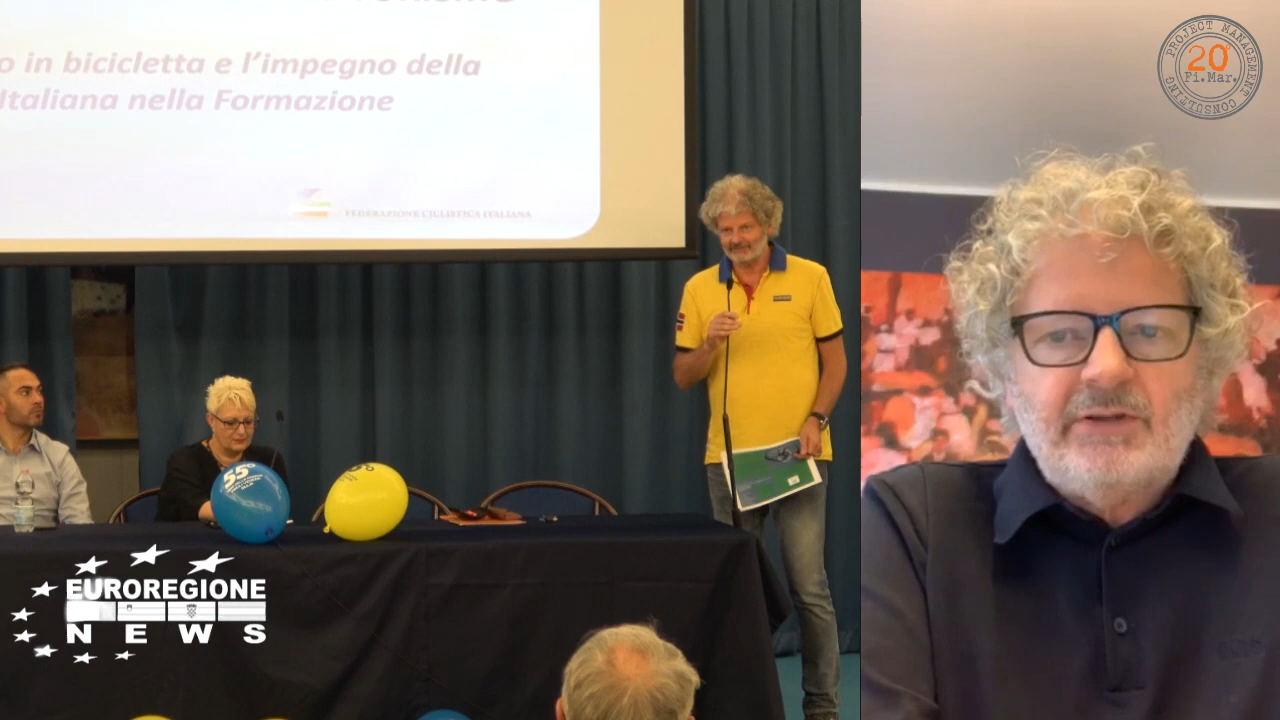 o in bicicletta e l'impegno della
Italiana nella Formazione
FEDERAZIONE CICLISTICA ITALIANA
PROJECT MANAGEMENT
20°
Fi.Mar.
CONSULTING
55°
EUROREGIONE
NEWS